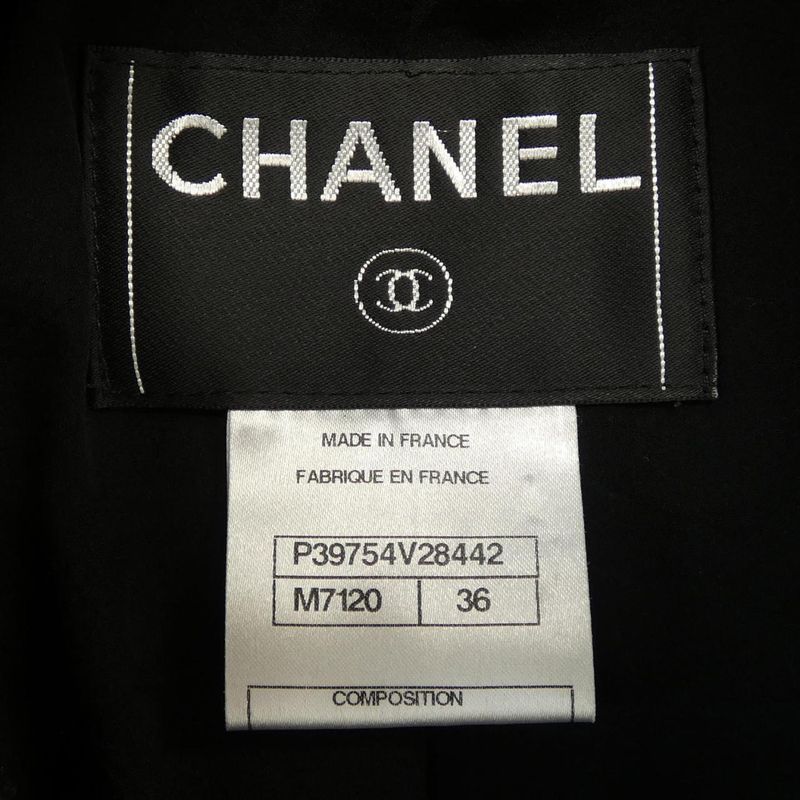 CHANEL
MADE IN FRANCE
FABRIQUE EN FRANCE
P39754V28442
M7120 36
COMPOSITION